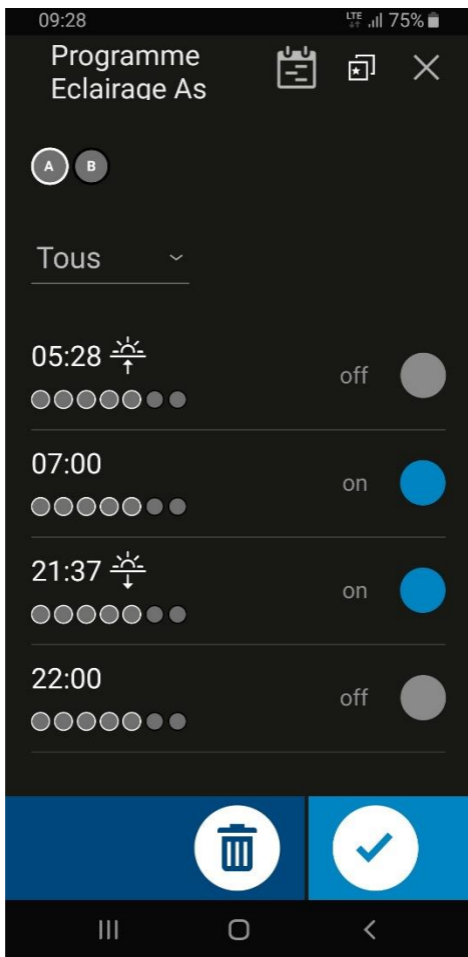 09:28 LTE 75%
Programme
Eclairage As
A B
Tous
05:28
off
07:00
on
21:37
on
22:00
off